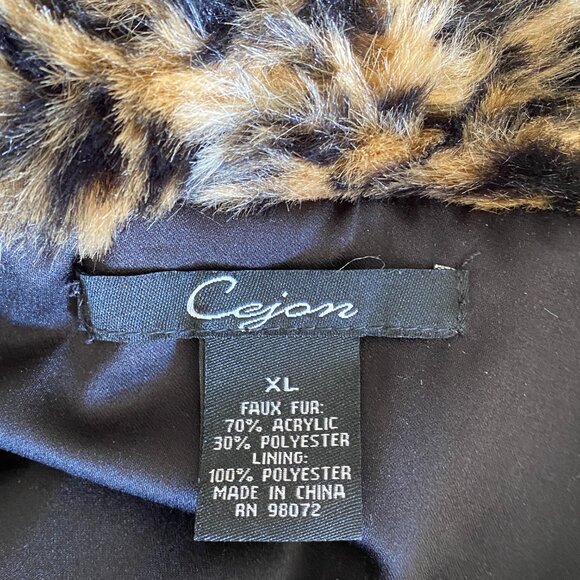 Cejon
XL
FAUX FUR:
70% ACRYLIC
30% POLYESTER
LINING:
100% POLYESTER
MADE IN CHINA
RN 98072